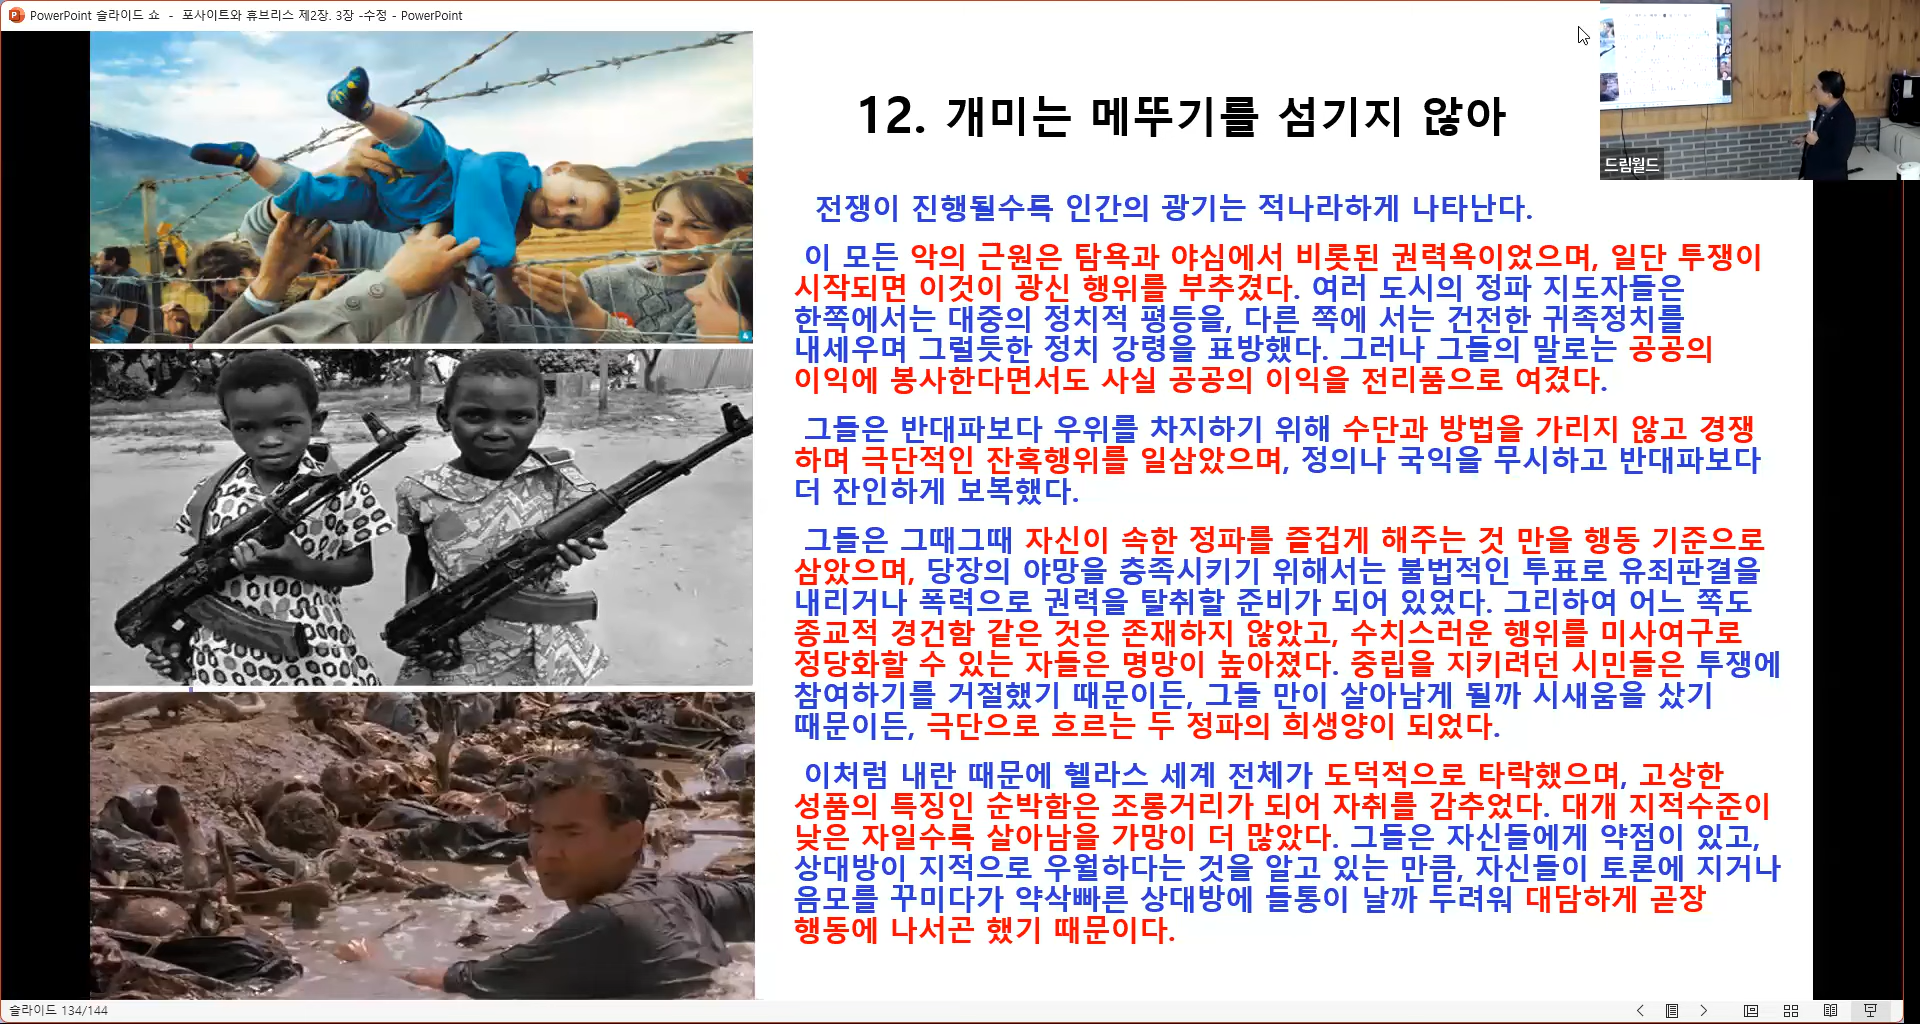 PowerPoint 슬라이드 쇼 - 포사이트와 휴브리스 제2장. 3장 -수정 - PowerPoint
드림월드
12. 개미는 메뚜기를 섬기지 않아
전쟁이 진행될수록 인간의 광기는 적나라하게 나타난다.
이 모든 악의 근원은 탐욕과 야심에서 비롯된 권력욕이었으며, 일단 투쟁이
시작되면 이것이 광신 행위를 부추겼다. 여러 도시의 정파 지도자들은
한쪽에서는 대중의 정치적 평등을, 다른 쪽에 서는 건전한 귀족정치를
내세우며 그럴듯한 정치 강령을 표방했다. 그러나 그들의 말로는 공공의
이익에 봉사한다면서도 사실 공공의 이익을 전리품으로 여겼다.
그들은 반대파보다 우위를 차지하기 위해 수단과 방법을 가리지 않고 경쟁
하며 극단적인 잔혹행위를 일삼았으며, 정의나 국익을 무시하고 반대파보다
더 잔인하게 보복했다.
그들은 그때그때 자신이 속한 정파를 즐겁게 해주는 것 만을 행동 기준으로
삼았으며, 당장의 야망을 충족시키기 위해서는 불법적인 투표로 유죄판결을
내리거나 폭력으로 권력을 탈취할 준비가 되어 있었다. 그리하여 어느 쪽도
종교적 경건함 같은 것은 존재하지 않았고, 수치스러운 행위를 미사여구로
정당화할 수 있는 자들은 명망이 높아졌다. 중립을 지키려던 시민들은 투쟁에
참여하기를 거절했기 때문이든, 그들 만이 살아남게 될까 시새움을 샀기
때문이든, 극단으로 흐르는 두 정파의 희생양이 되었다.
이처럼 내란 때문에 헬라스 세계 전체가 도덕적으로 타락했으며, 고상한
성품의 특징인 순박함은 조롱거리가 되어 자취를 감추었다. 대개 지적수준이
낮은 자일수록 살아남을 가망이 더 많았다. 그들은 자신들에게 약점이 있고,
상대방이 지적으로 우월하다는 것을 알고 있는 만큼, 자신들이 토론에 지거나
음모를 꾸미다가 약삭빠른 상대방에 들통이 날까 두려워 대담하게 곧장
행동에 나서곤 했기 때문이다.
슬라이드 134/144